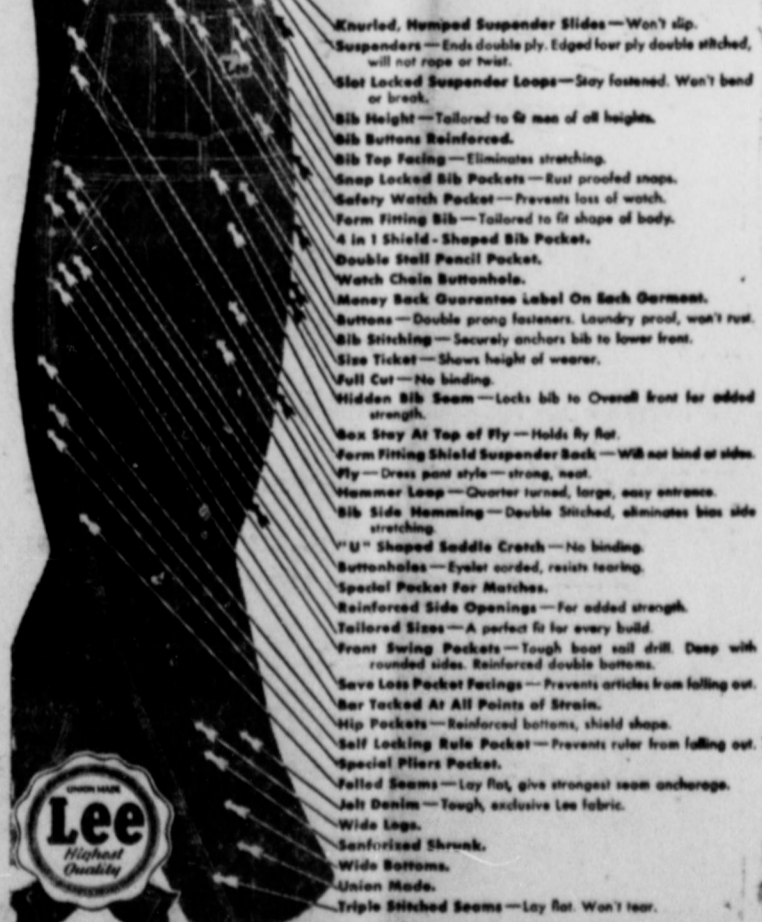 Knurled, Humped Suspender Slides—Won't slip.
Suspenders—Ends double ply. Edged four ply double stitched,
will not rope or twist.
Slot Locked Suspender Loops—Stay fastened. Won't bend
or break.
Bib Height—Tailored to fit men of all heights.
Bib Buttons Reinforced.
Bib Top Facing—Eliminates stretching.
Snap Locked Bib Pockets—Rust proofed snaps.
Safety Watch Pocket—Prevents loss of watch.
Form Fitting Bib—Tailored to fit shape of body.
4 in 1 Shield-Shaped Bib Pocket.
Double Stall Pencil Pocket.
Watch Chain Buttonhole.
Money Back Guarantee Label On Each Garment.
Buttons—Double prong fasteners. Laundry proof, won't rust.
Bib Stitching—Securely anchors bib to lower front.
Size Ticket—Shows height of wearer.
Full Cut—No binding.
Hidden Bib Seam—Locks bib to Overall front for added
strength.
Box Stay At Top of Fly—Holds fly flat.
Form Fitting Shield Suspender Back—Will not bind at sides.
Fly—Dress pant style—strong, neat.
Hammer Loop—Quarter turned, large, easy entrance.
Bib Side Hemming—Double Stitched, eliminates bias side
stretching.
"U" Shaped Saddle Crotch—No binding.
Buttonholes—Eyelet corded, resists tearing.
Special Pocket For Matches.
Reinforced Side Openings—For added strength.
Tailored Sizes—A perfect fit for every build.
Front Swing Pockets—Tough boat sail drill. Deep with
rounded sides. Reinforced double bottoms.
Save Loss Pocket Facings—Prevents articles from falling out.
Bar Tacked At All Points of Strain.
Hip Pockets—Reinforced bottoms, shield shape.
Self Locking Rule Pocket—Prevents ruler from falling out.
Special Pliers Pocket.
Felled Seams—Lay flat, give strongest seam anchorage.
Jelt Denim—Tough, exclusive Lee fabric.
Wide Legs.
Sanforized Shrunk.
Wide Bottoms.
Union Made.
Triple Stitched Seams—Lay flat. Won't tear.
Lee
UNION MADE
Lee
Highest
Quality